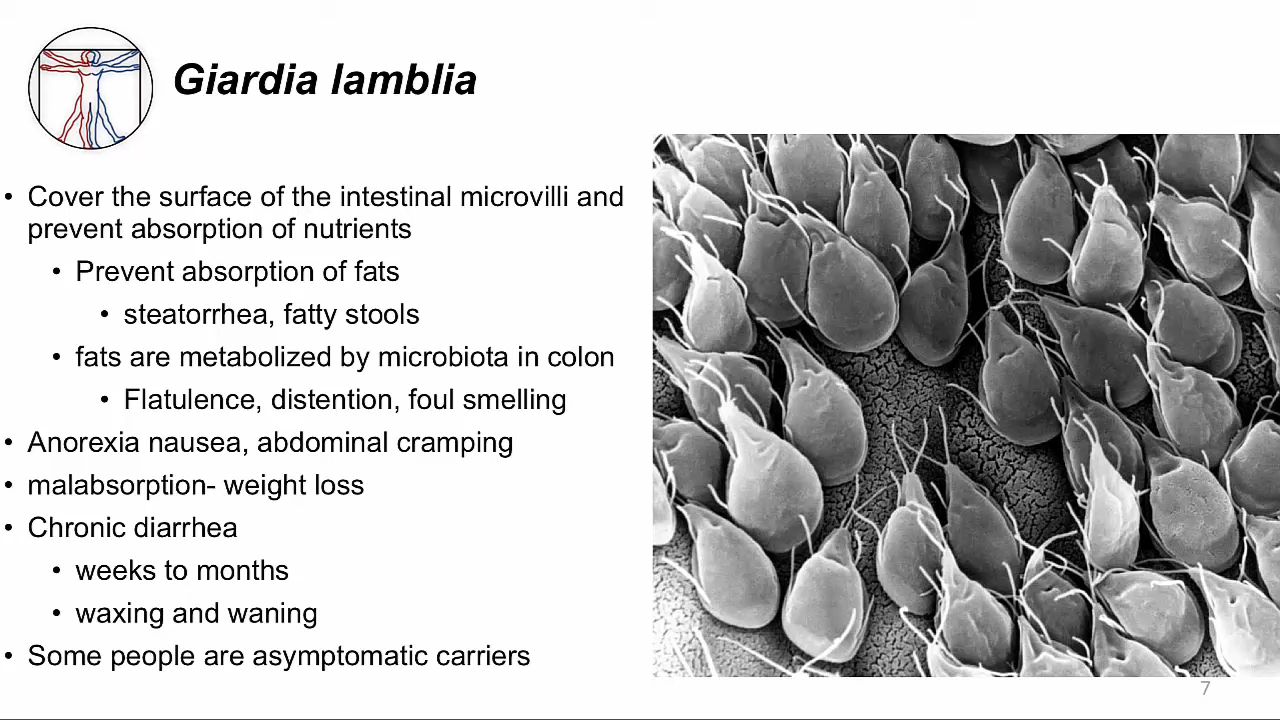 Giardia lamblia
• Cover the surface of the intestinal microvilli and
prevent absorption of nutrients
• Prevent absorption of fats
• steatorrhea, fatty stools
• fats are metabolized by microbiota in colon
• Flatulence, distention, foul smelling
• Anorexia nausea, abdominal cramping
• malabsorption- weight loss
• Chronic diarrhea
• weeks to months
• waxing and waning
• Some people are asymptomatic carriers
7